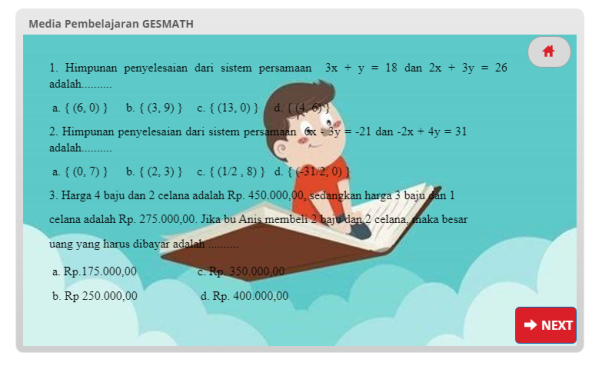 Media Pembelajaran GESMATH
1. Himpunan penyelesaian dari sistem persamaan 3x + y = 18 dan 2x + 3y = 26
adalah..........
a. { (6, 0) } b. { (3, 9) } c. { (13, 0) } d. { (4, 6) }
2. Himpunan penyelesaian dari sistem persamaan 6x - 3y = -21 dan -2x + 4y = 31
adalah..........
a. { (0, 7) } b. { (2, 3) } c. { (1/2 , 8) } d. { (-31/2, 0) }
3. Harga 4 baju dan 2 celana adalah Rp. 450.000,00, sedangkan harga 3 baju dan 1
celana adalah Rp. 275.000,00. Jika bu Anis membeli 2 baju dan 2 celana, maka besar
uang yang harus dibayar adalah ..........
a. Rp.175.000,00 c. Rp. 350.000,00
b. Rp 250.000,00 d. Rp. 400.000,00
NEXT